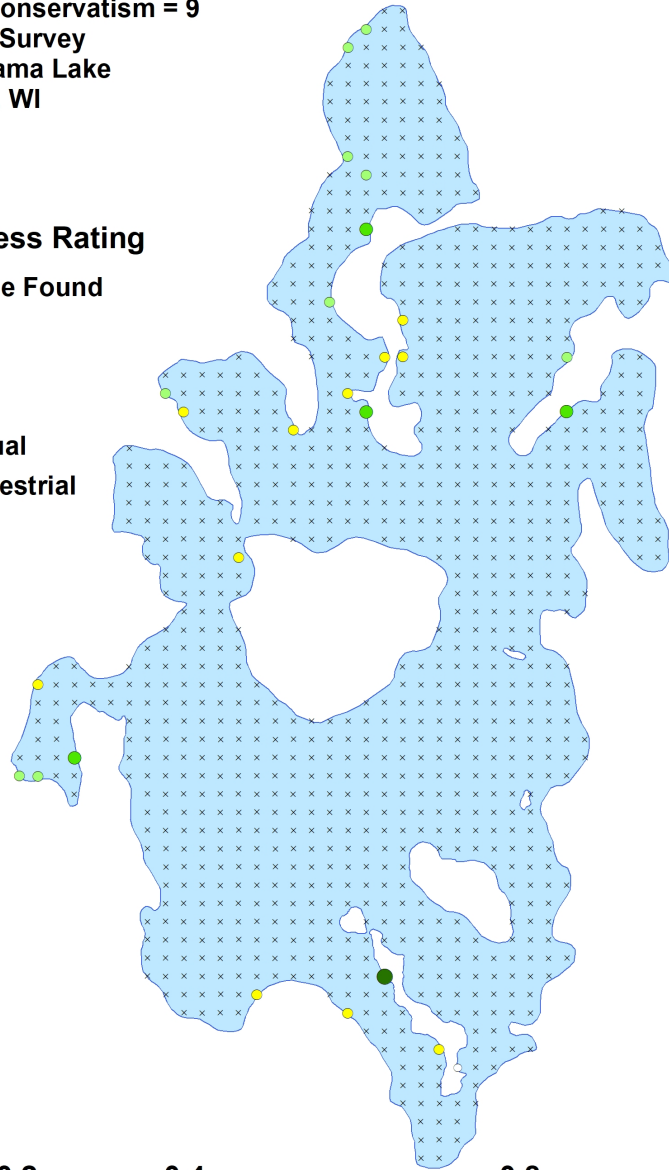 onservatism = 9
Survey
ama Lake
WI
ess Rating
e Found
ual
estrial